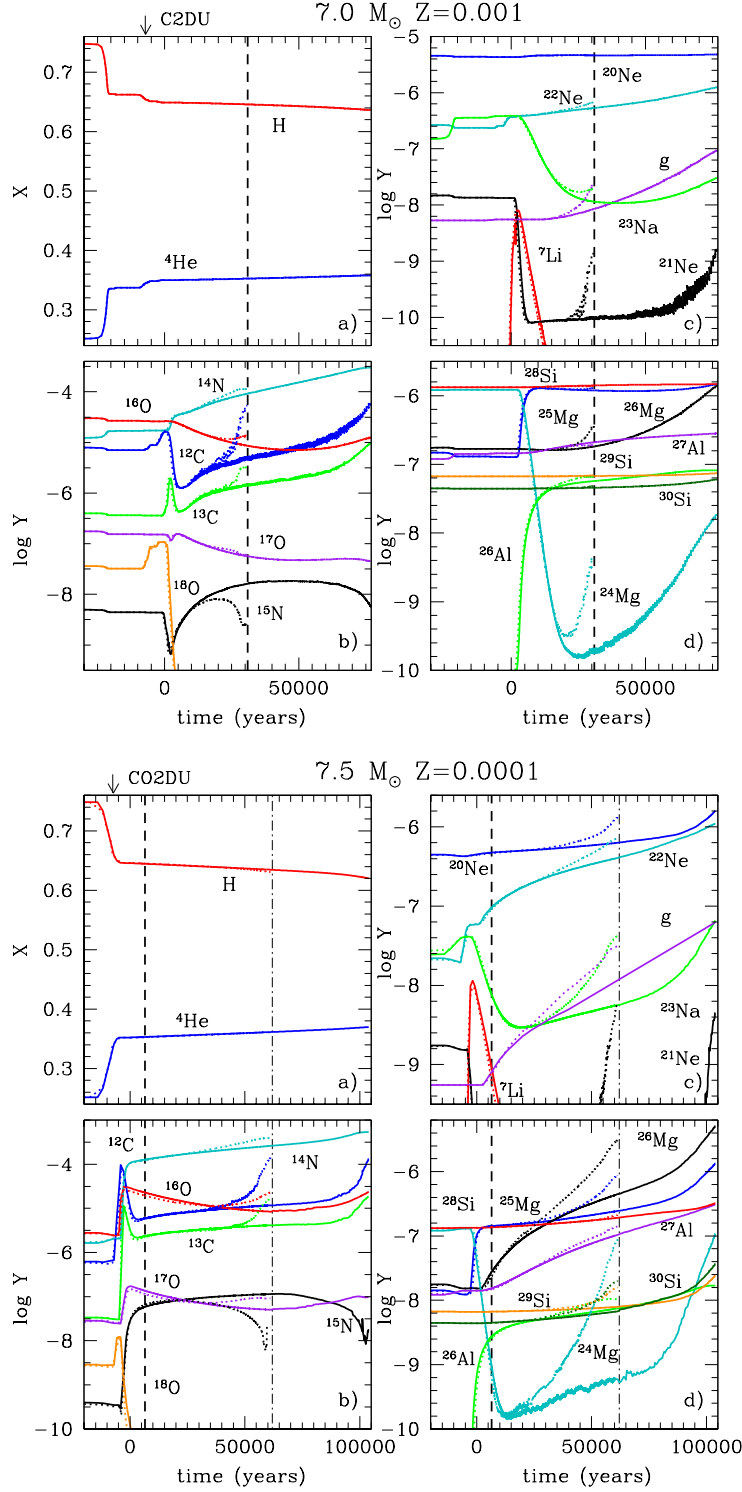 C2DU
7.0 M⊙ Z=0.001
0.7
0.6
0.5
0.4
0.3
X
H
⁴He
a)
-5
-6
-7
-8
-9
-10
log Y
²⁰Ne
²²Ne
g
²³Na
⁷Li
²¹Ne
c)
-4
-6
-8
log Y
¹⁴N
¹⁶O
¹²C
¹³C
¹⁷O
¹⁸O
¹⁵N
b)
0
50000
time (years)
-6
-7
-8
-9
-10
log Y
²⁸Si
²⁵Mg
²⁶Mg
²⁷Al
²⁹Si
³⁰Si
²⁶Al
²⁴Mg
d)
0
50000
time (years)
CO2DU
7.5 M⊙ Z=0.0001
0.7
0.6
0.5
0.4
0.3
X
H
⁴He
a)
-6
-7
-8
-9
log Y
²⁰Ne
²²Ne
g
²³Na
²¹Ne
⁷Li
c)
-4
-6
-8
-10
log Y
¹²C
¹⁴N
¹⁶O
¹³C
¹⁷O
¹⁵N
¹⁸O
b)
0
50000
100000
time (years)
-6
-7
-8
-9
-10
log Y
²⁶Mg
²⁸Si
²⁵Mg
²⁷Al
³⁰Si
²⁹Si
²⁶Al
²⁴Mg
d)
0
50000
100000
time (years)